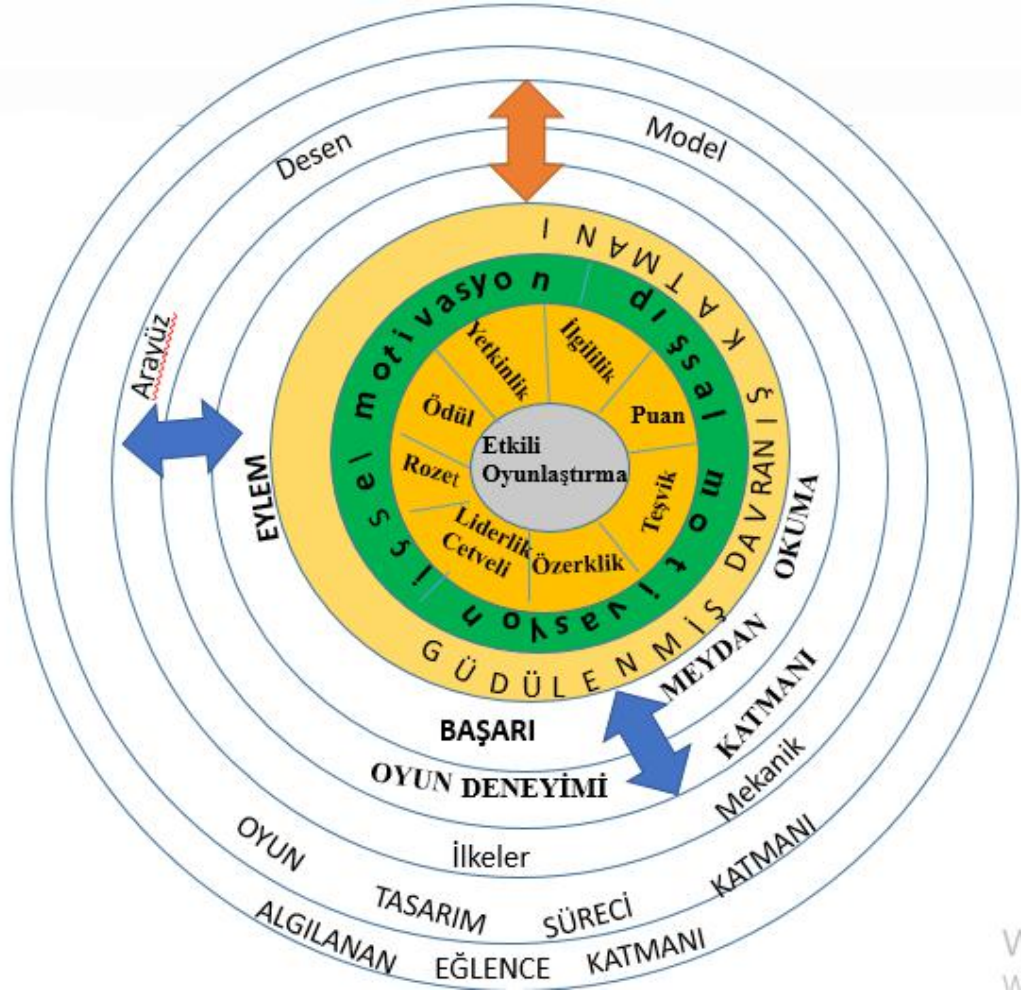 Desen
Model
Arayüz
GÜDÜLENMİŞ DAVRANIŞ KATMANI
içsel motivasyon
dışsal motivasyon
Yetkinlik
İlgililik
Ödül
Puan
Etkili
Oyunlaştırma
Rozet
Teşvik
Liderlik
Cetveli
Özerklik
EYLEM
MEYDAN OKUMA
BAŞARI
OYUN DENEYİMİ KATMANI
Mekanik
İlkeler
OYUN TASARIM SÜRECİ KATMANI
ALGILANAN EĞLENCE KATMANI